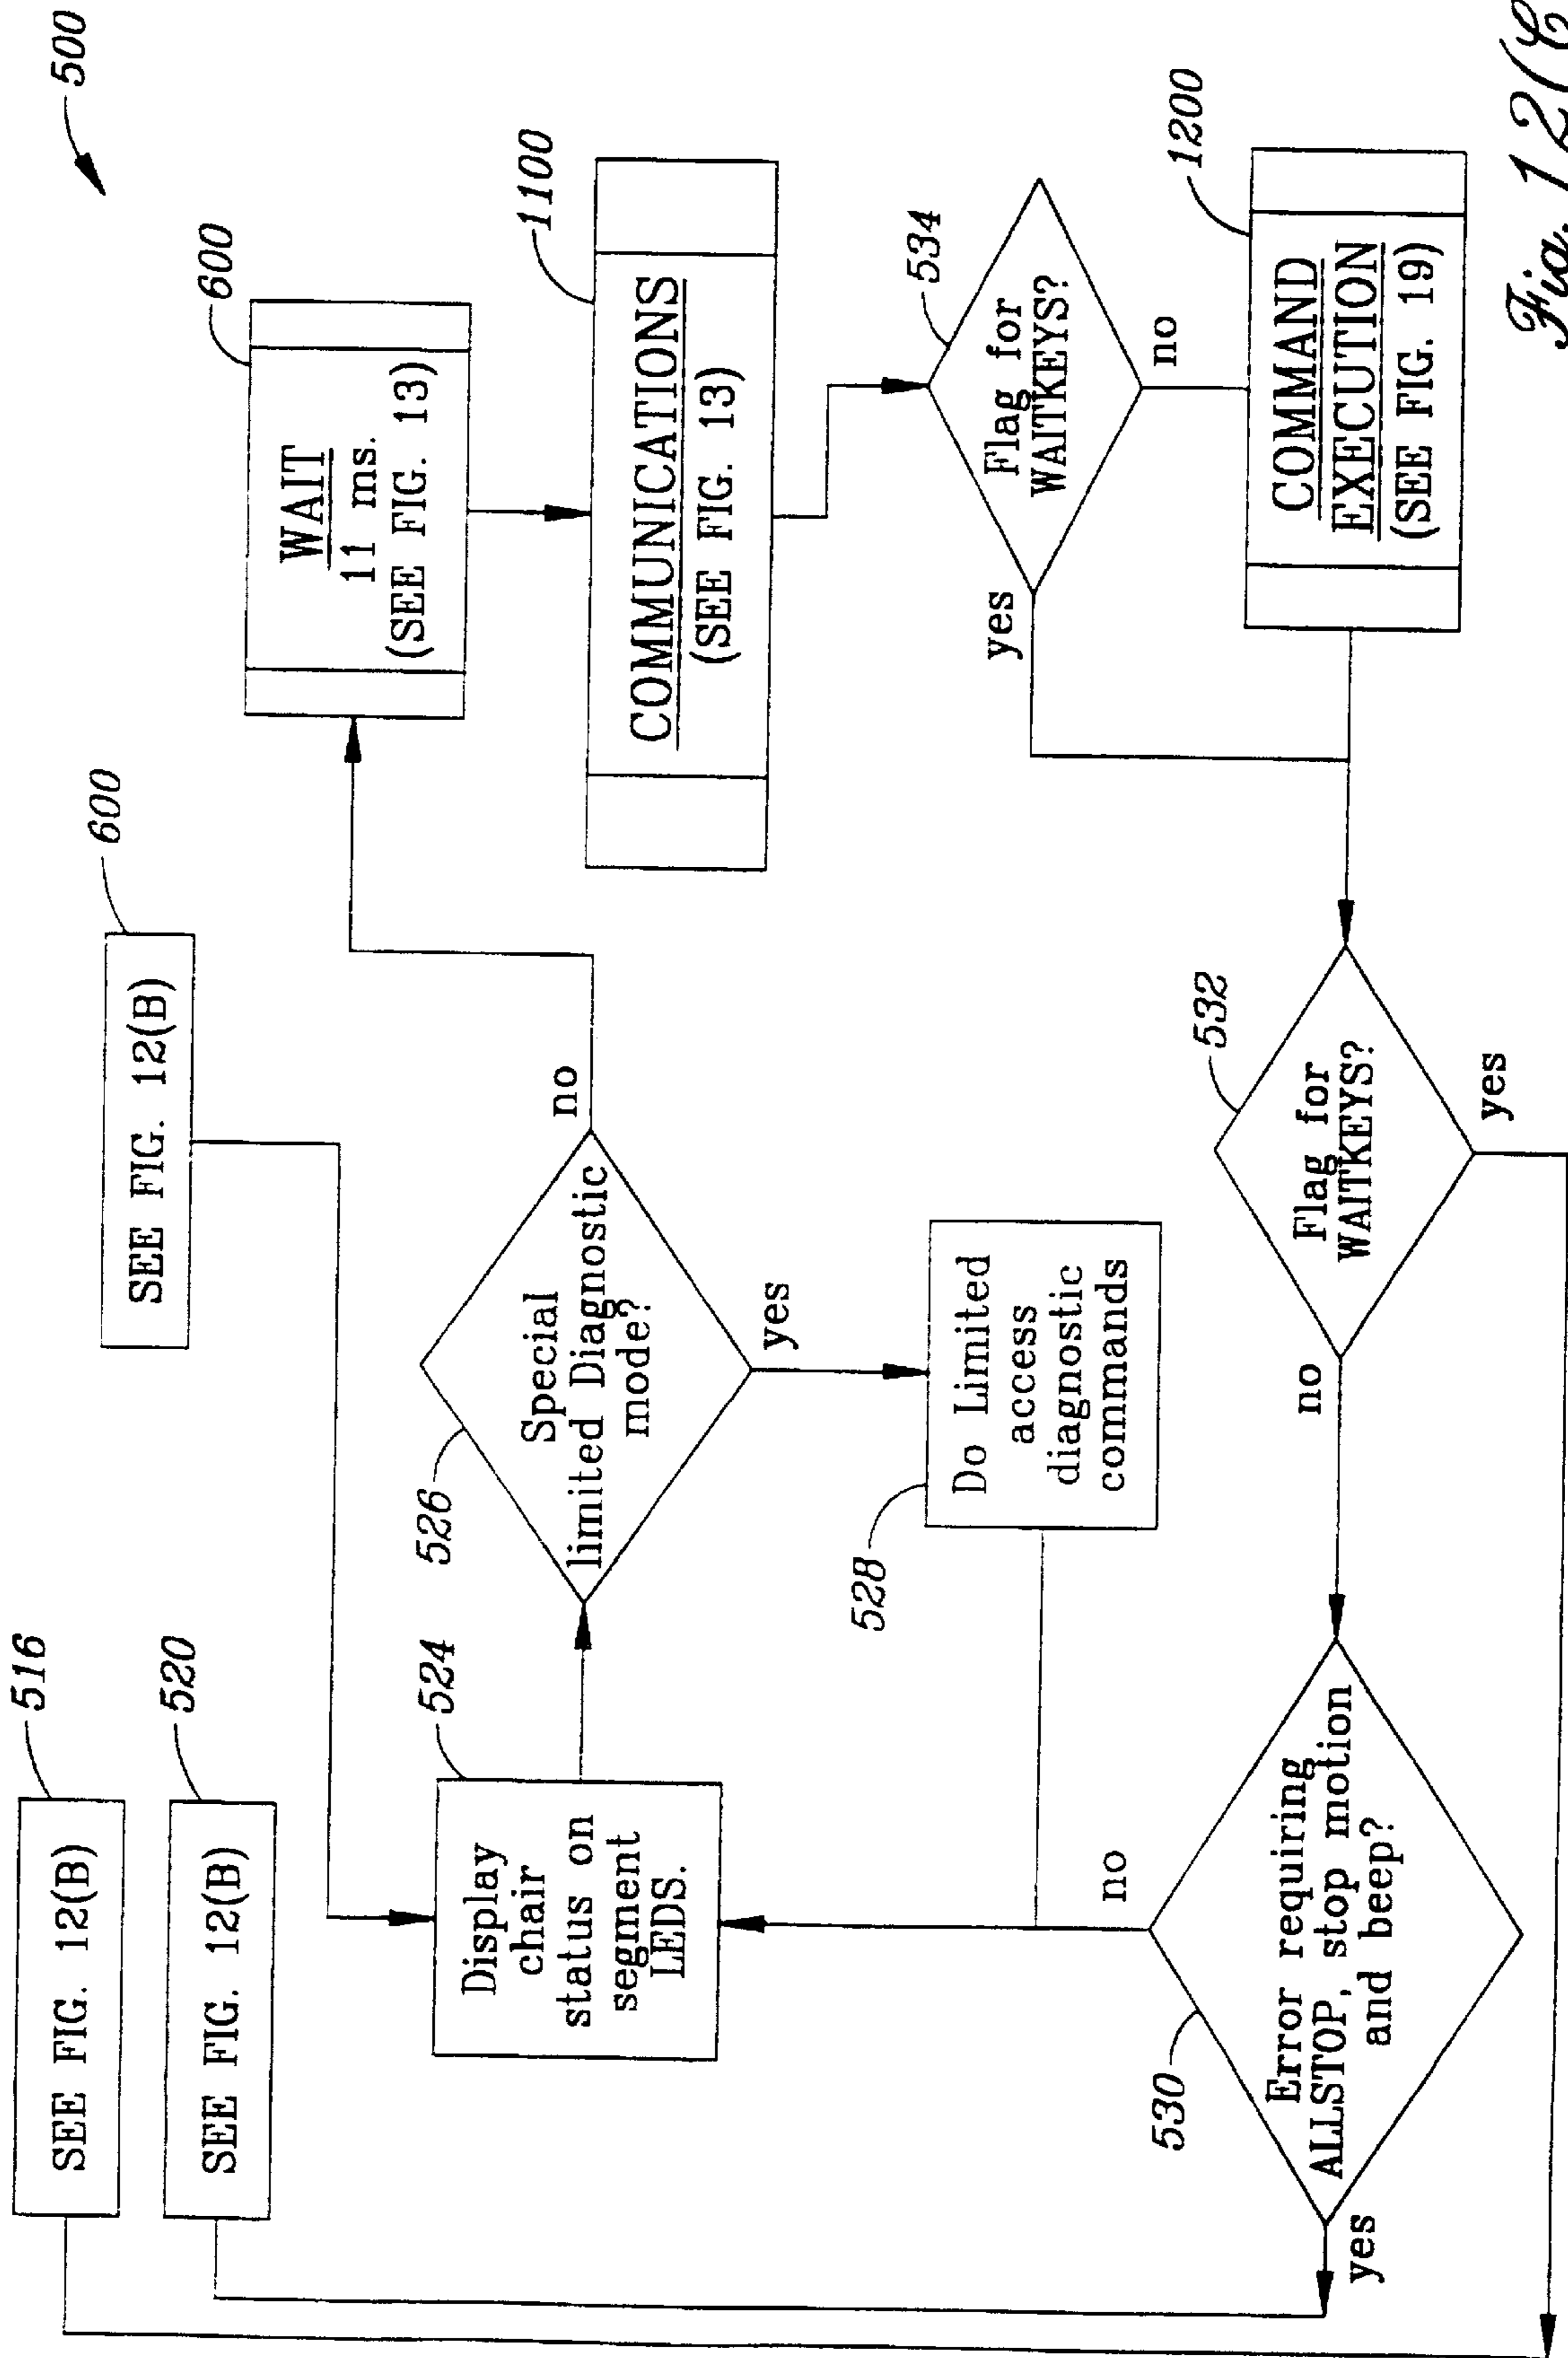 500
516
SEE FIG. 12(B)
520
SEE FIG. 12(B)
600
SEE FIG. 12(B)
600
WAIT
11 ms.
(SEE FIG. 13)
524
Display
chair
status on
segment
LEDS.
526
Special
limited Diagnostic
mode?
no
yes
1100
COMMUNICATIONS
(SEE FIG. 13)
528
Do Limited
access
diagnostic
commands
534
Flag for
WAITKEYS?
yes
no
530
Error requiring
ALLSTOP, stop motion
and beep?
no
yes
532
Flag for
WAITKEYS?
no
yes
1200
COMMAND
EXECUTION
(SEE FIG. 19)
Fig. 12(C